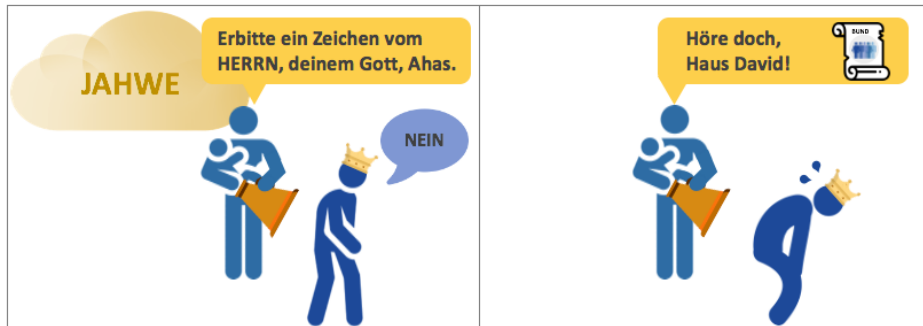 JAHWE
Erbitte ein Zeichen vom
HERRN, deinem Gott, Ahas.
NEIN
Höre doch,
Haus David!
BUND